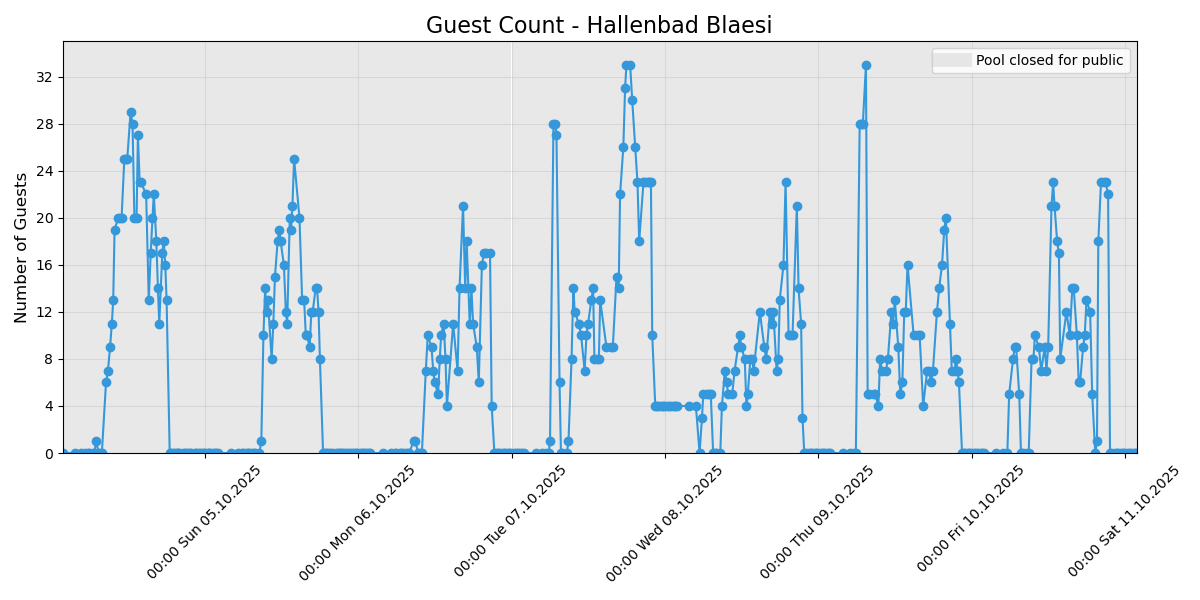 Guest Count - Hallenbad Blaesi
Pool closed for public
Number of Guests
32
28
24
20
16
12
8
4
0
00:00 Sun 05.10.2025
00:00 Mon 06.10.2025
00:00 Tue 07.10.2025
00:00 Wed 08.10.2025
00:00 Thu 09.10.2025
00:00 Fri 10.10.2025
00:00 Sat 11.10.2025